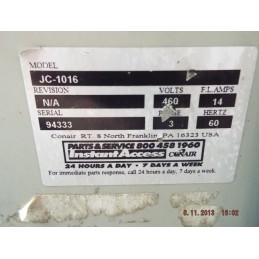 MODEL
JC-1016
REVISION VOLTS F.L.AMPS
N/A 460 14
SERIAL PHASE HERTZ
94333 3 60
Conair RT. 8 North Franklin, PA 16323 USA
PARTS & SERVICE 800 458 1960
Instant Access CONAIR
24 HOURS A DAY • 7 DAYS A WEEK
For immediate parts response, call 24 hours a day, 7 days a week.
8.11.2013 15:02